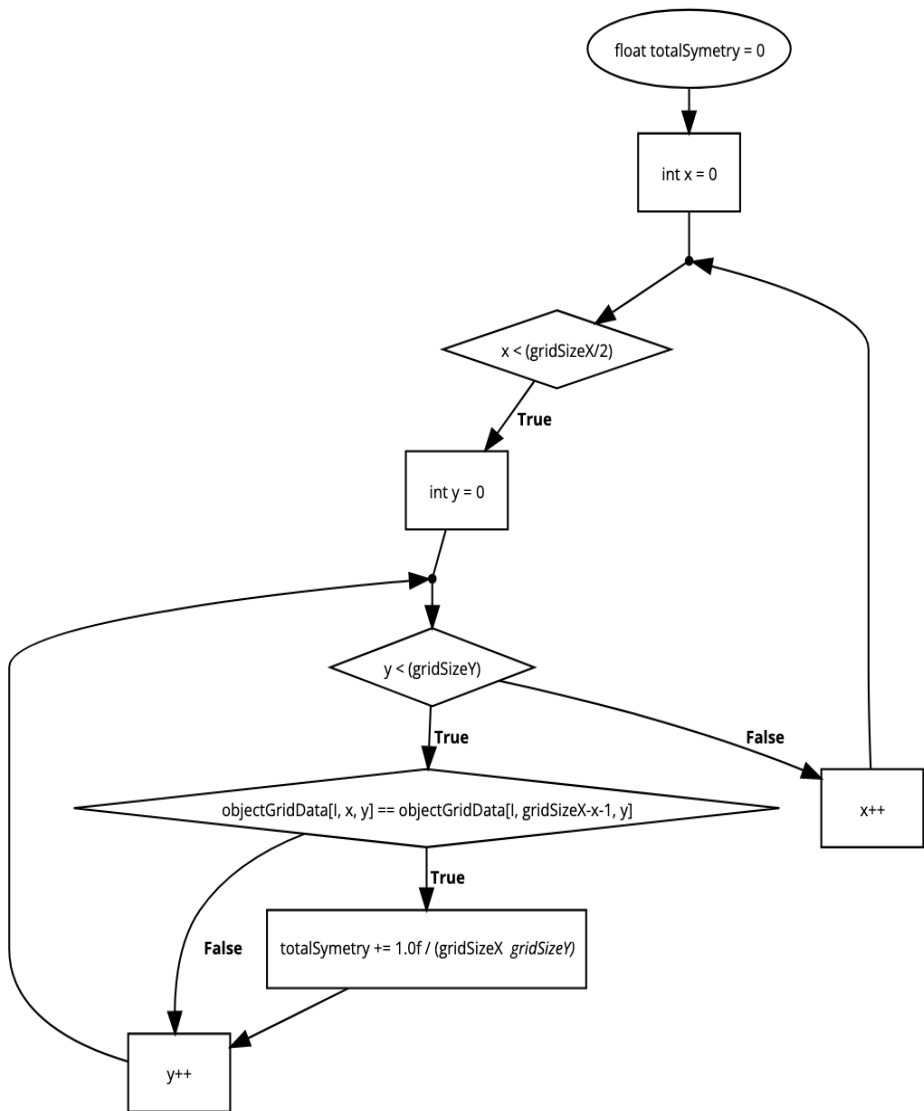 float totalSymetry = 0
int x = 0
x < (gridSizeX/2)
True
int y = 0
y < (gridSizeY)
True
False
objectGridData[I, x, y] == objectGridData[I, gridSizeX-x-1, y]
x++
True
False
totalSymetry += 1.0f / (gridSizeX gridSizeY)
y++